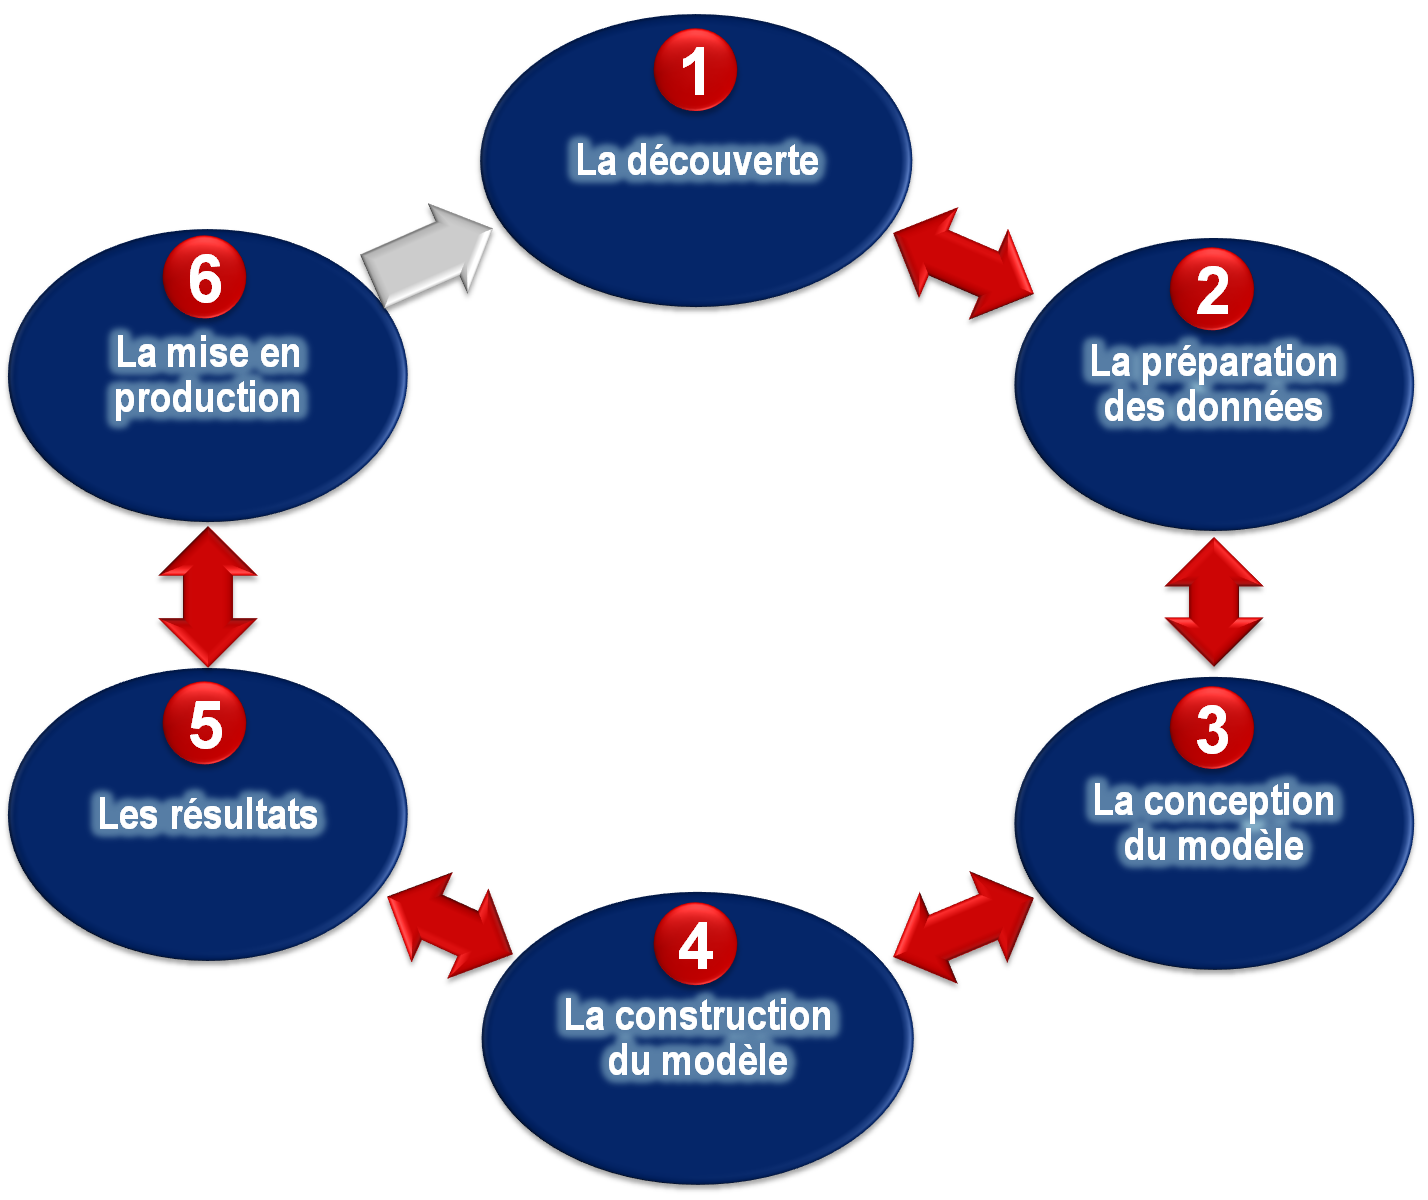 1
La découverte
2
La préparation
des données
3
La conception
du modèle
4
La construction
du modèle
5
Les résultats
6
La mise en
production